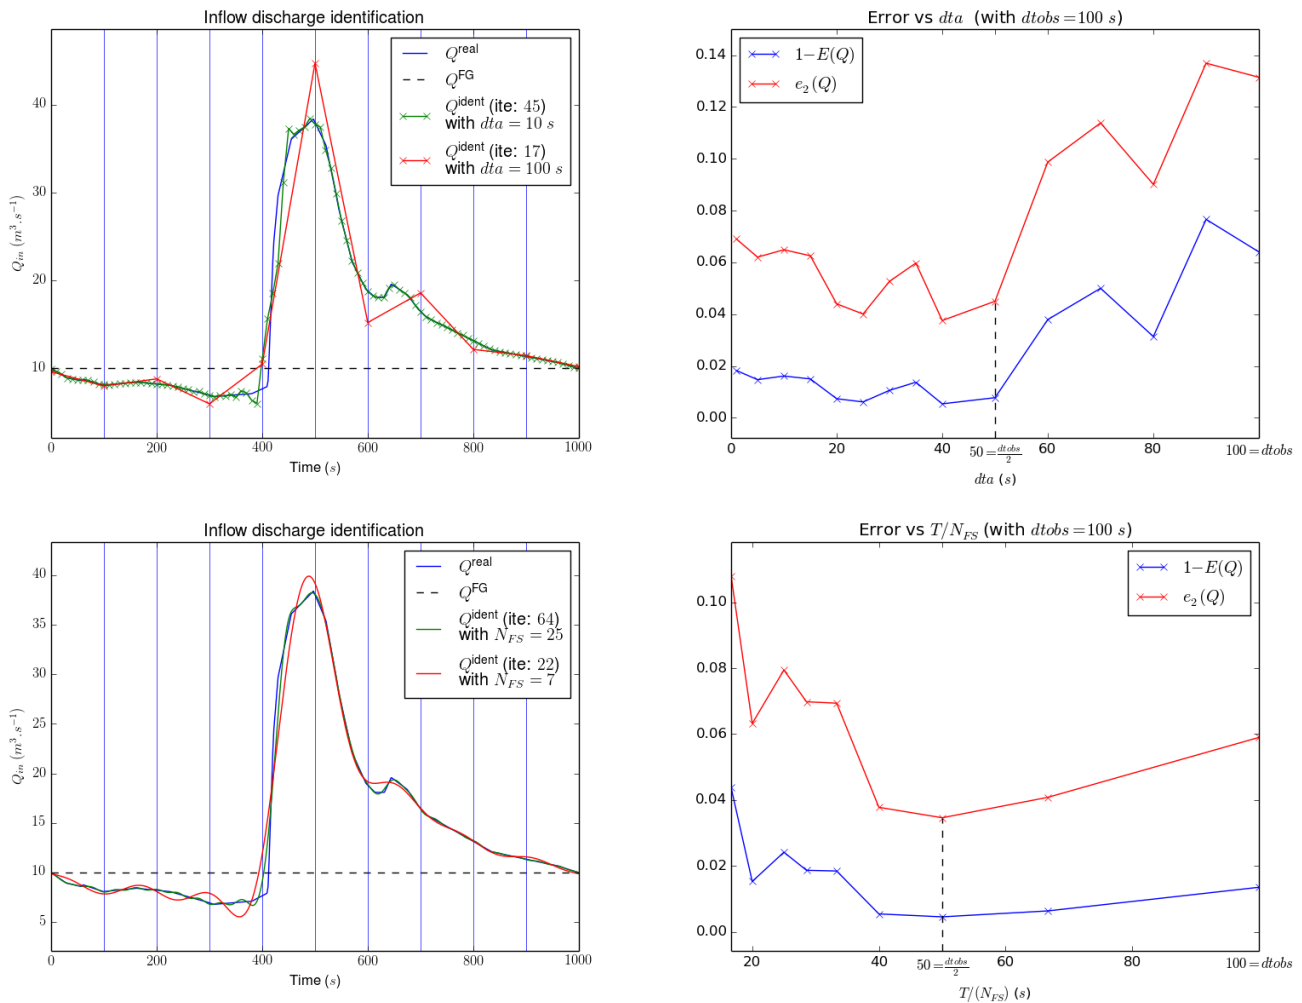 Inflow discharge identification
Q^real
Q^FG
Q^ident (ite: 45)
with dta = 10 s
Q^ident (ite: 17)
with dta = 100 s
Q_in (m^3.s^−1)
40
30
20
10
0
200
400
600
800
1000
Time (s)
Error vs dta (with dtobs = 100 s)
1−E(Q)
e_2(Q)
0.14
0.12
0.10
0.08
0.06
0.04
0.02
0.00
0
20
40
50 = dtobs/2
60
80
100 = dtobs
dta (s)
Inflow discharge identification
Q^real
Q^FG
Q^ident (ite: 64)
with N_FS = 25
Q^ident (ite: 22)
with N_FS = 7
Q_in (m^3.s^−1)
40
35
30
25
20
15
10
5
0
200
400
600
800
1000
Time (s)
Error vs T/N_FS (with dtobs = 100 s)
1−E(Q)
e_2(Q)
0.10
0.08
0.06
0.04
0.02
0.00
20
40
50 = dtobs/2
60
80
100 = dtobs
T/(N_FS) (s)